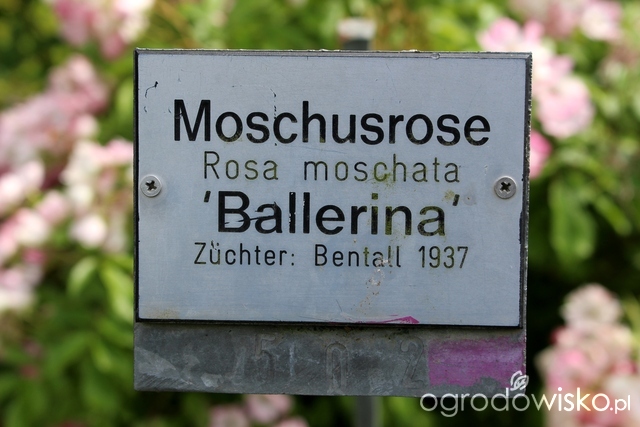 Moschusrose
Rosa moschata
'Ballerina'
Züchter: Bentall 1937
ogrodowisko.pl